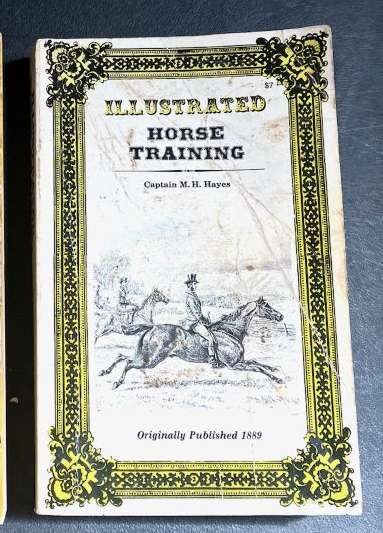 $7
ILLUSTRATED
HORSE
TRAINING
Captain M. H. Hayes
Originally Published 1889